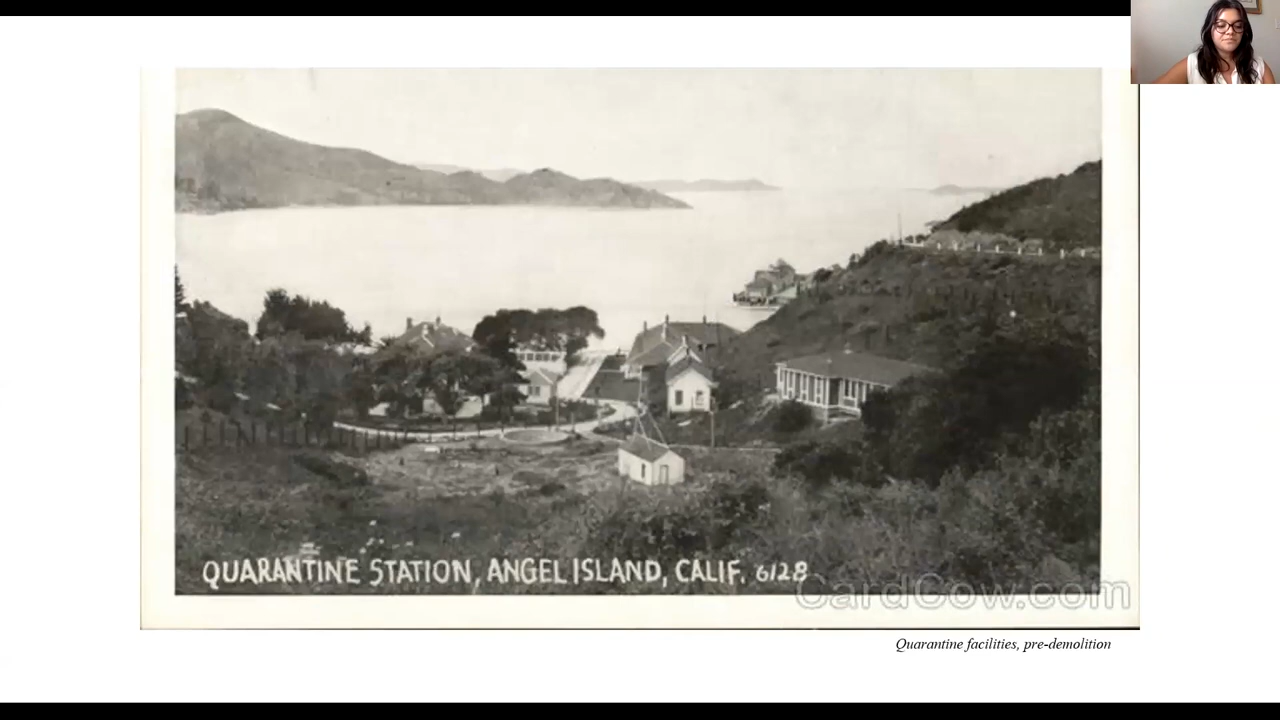 QUARANTINE STATION, ANGEL ISLAND, CALIF. 6128
CardCow.com
Quarantine facilities, pre-demolition